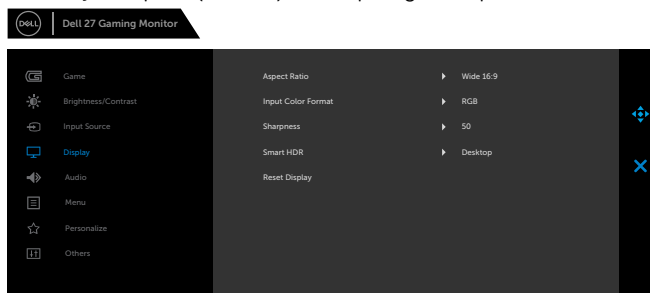 DELL Dell 27 Gaming Monitor
Game
Brightness/Contrast
Input Source
Display
Audio
Menu
Personalize
Others
Aspect Ratio Wide 16:9
Input Color Format RGB
Sharpness 50
Smart HDR Desktop
Reset Display